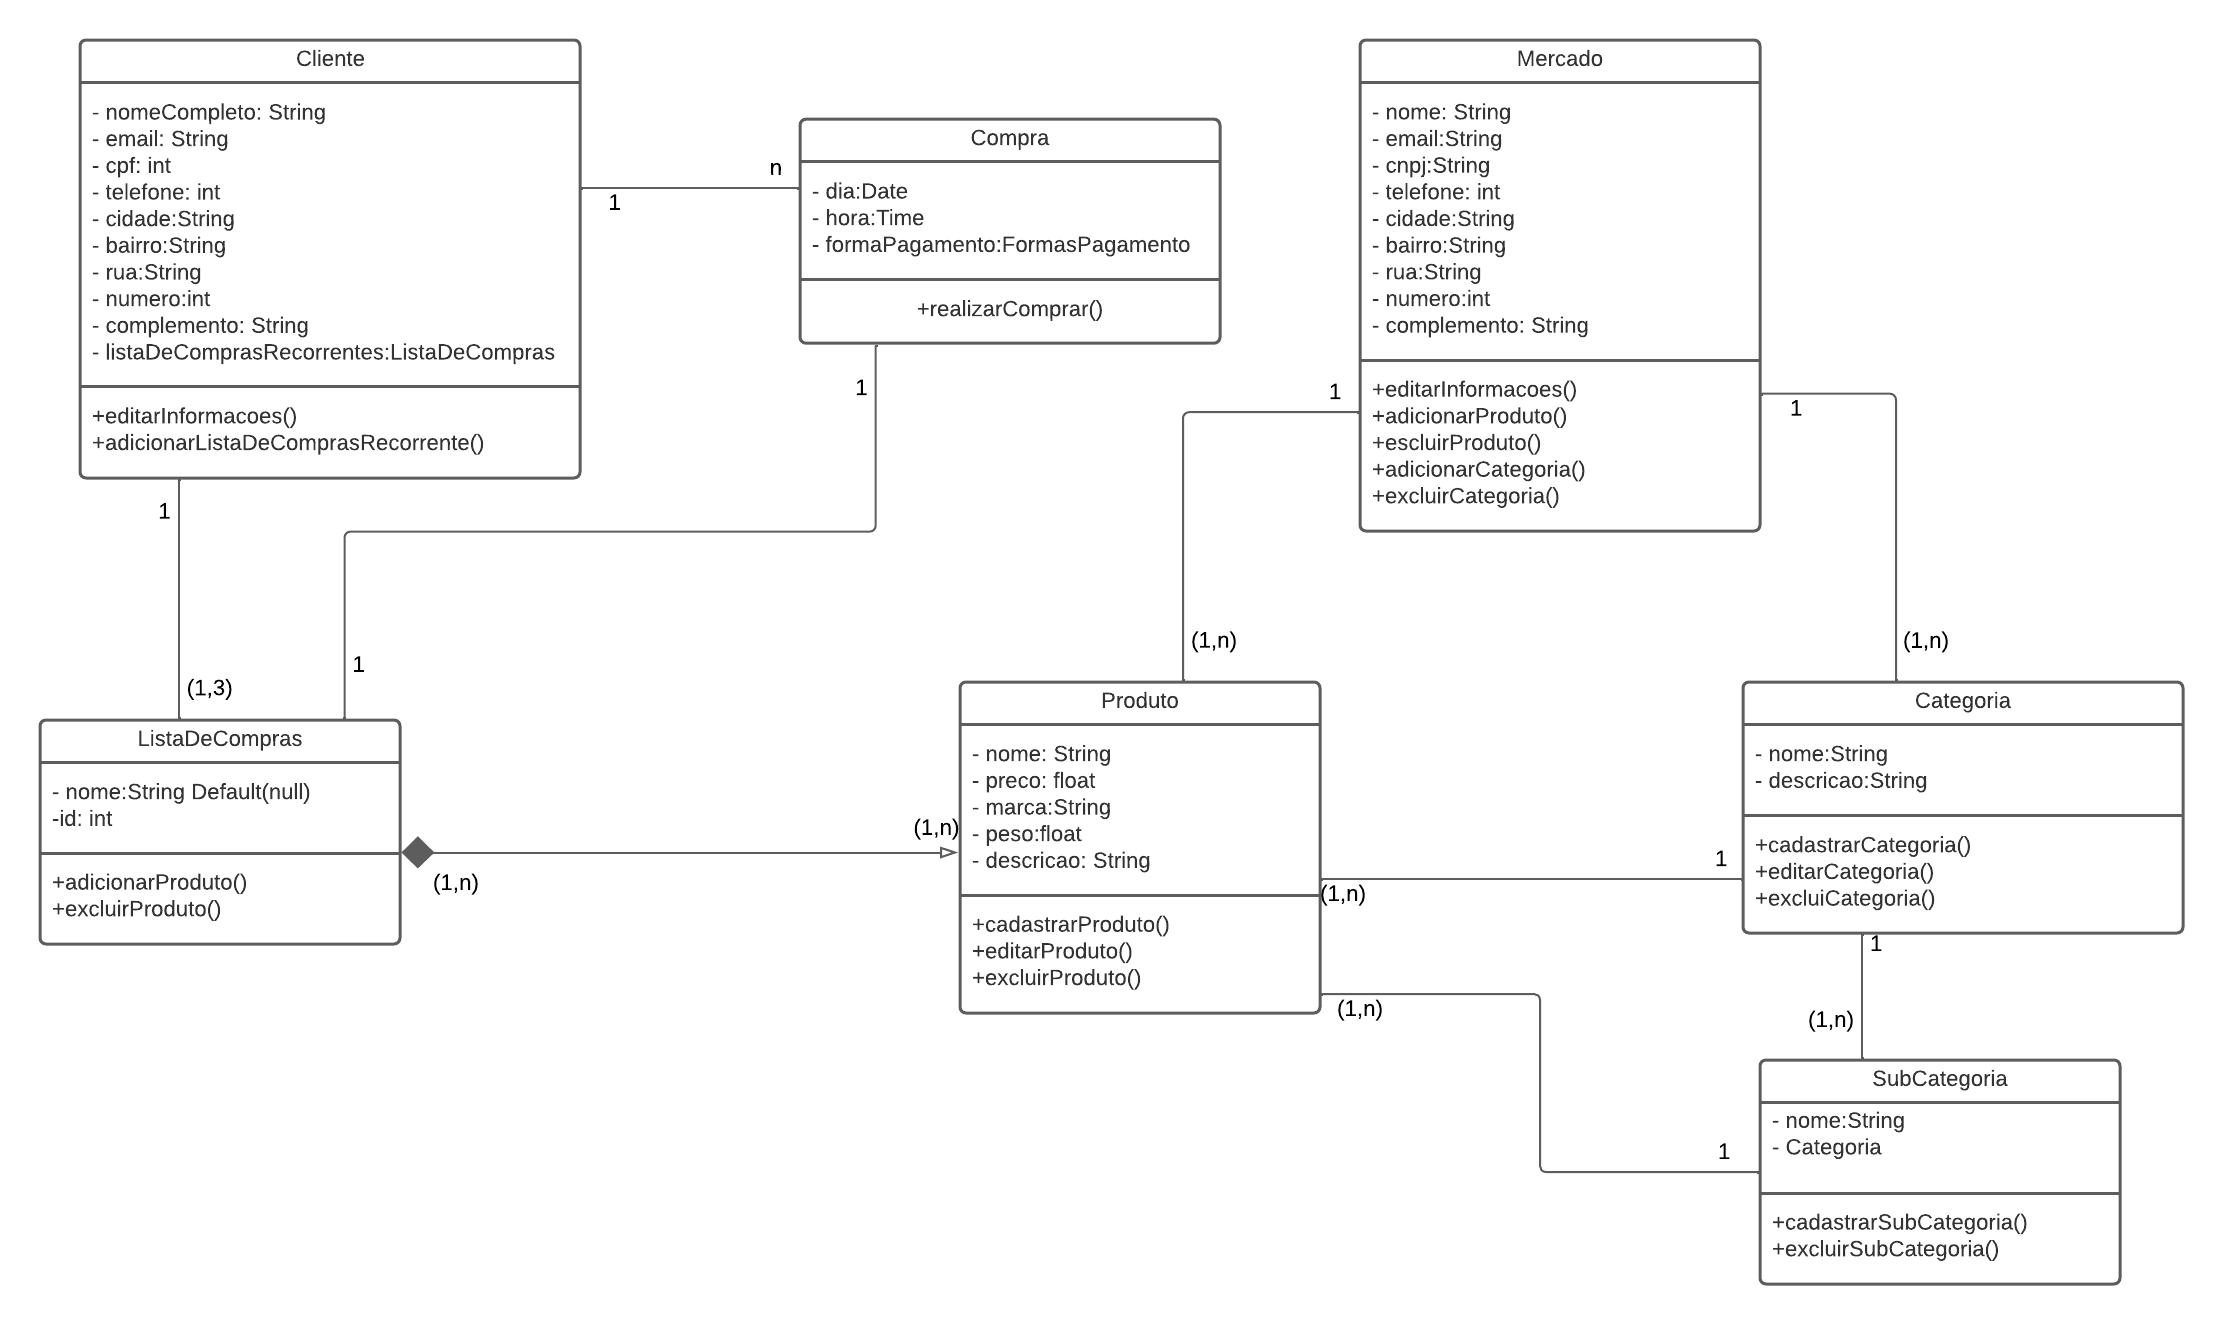 Cliente
- nomeCompleto: String
- email: String
- cpf: int
- telefone: int
- cidade:String
- bairro:String
- rua:String
- numero:int
- complemento: String
- listaDeComprasRecorrentes:ListaDeCompras
+editarInformacoes()
+adicionarListaDeComprasRecorrente()
1
n
Compra
- dia:Date
- hora:Time
- formaPagamento:FormasPagamento
+realizarComprar()
1
1
(1,3)
1
Mercado
- nome: String
- email:String
- cnpj:String
- telefone: int
- cidade:String
- bairro:String
- rua:String
- numero:int
- complemento: String
+editarInformacoes()
+adicionarProduto()
+escluirProduto()
+adicionarCategoria()
+excluirCategoria()
1
1
(1,n)
(1,n)
ListaDeCompras
- nome:String Default(null)
-id: int
+adicionarProduto()
+excluirProduto()
(1,n)
(1,n)
Produto
- nome: String
- preco: float
- marca:String
- peso:float
- descricao: String
+cadastrarProduto()
+editarProduto()
+excluirProduto()
(1,n)
1
(1,n)
1
Categoria
- nome:String
- descricao:String
+cadastrarCategoria()
+editarCategoria()
+excluiCategoria()
1
(1,n)
SubCategoria
- nome:String
- Categoria
+cadastrarSubCategoria()
+excluirSubCategoria()